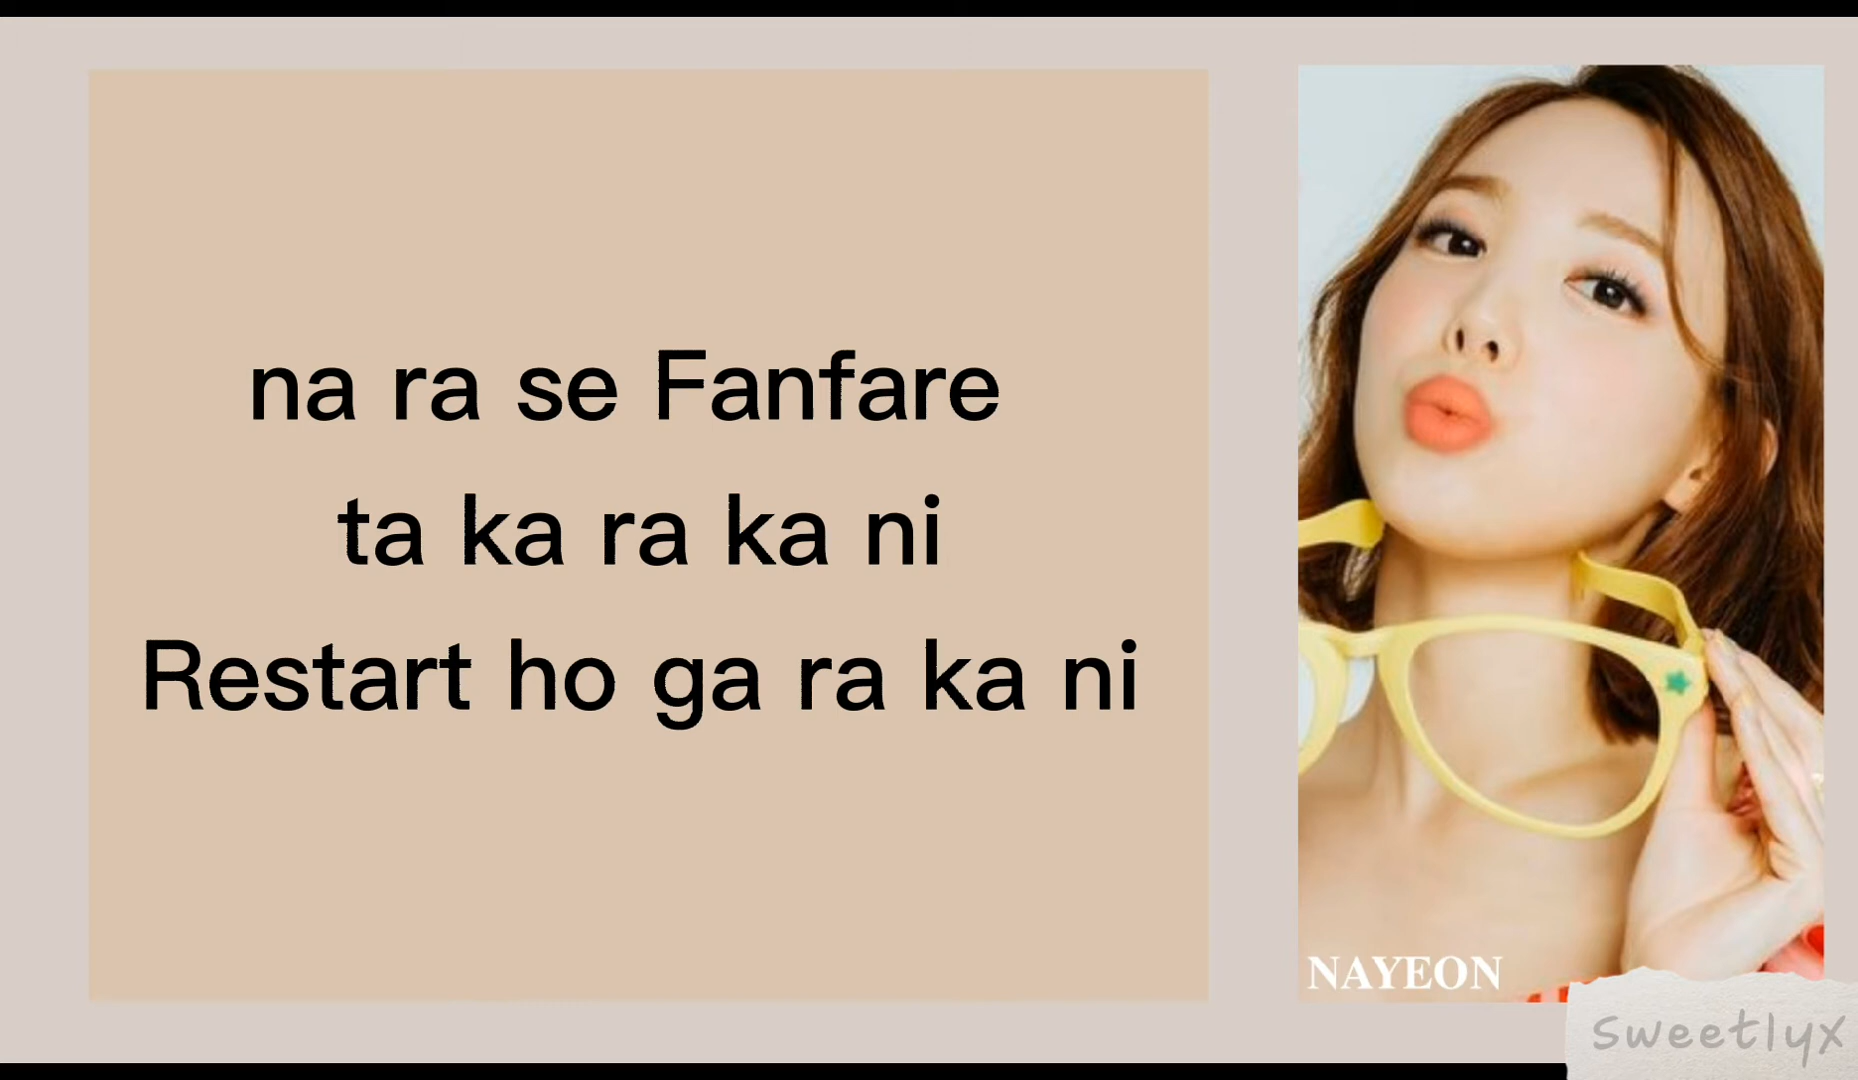 na ra se Fanfare
ta ka ra ka ni
Restart ho ga ra ka ni
NAYEON
sweetlyx